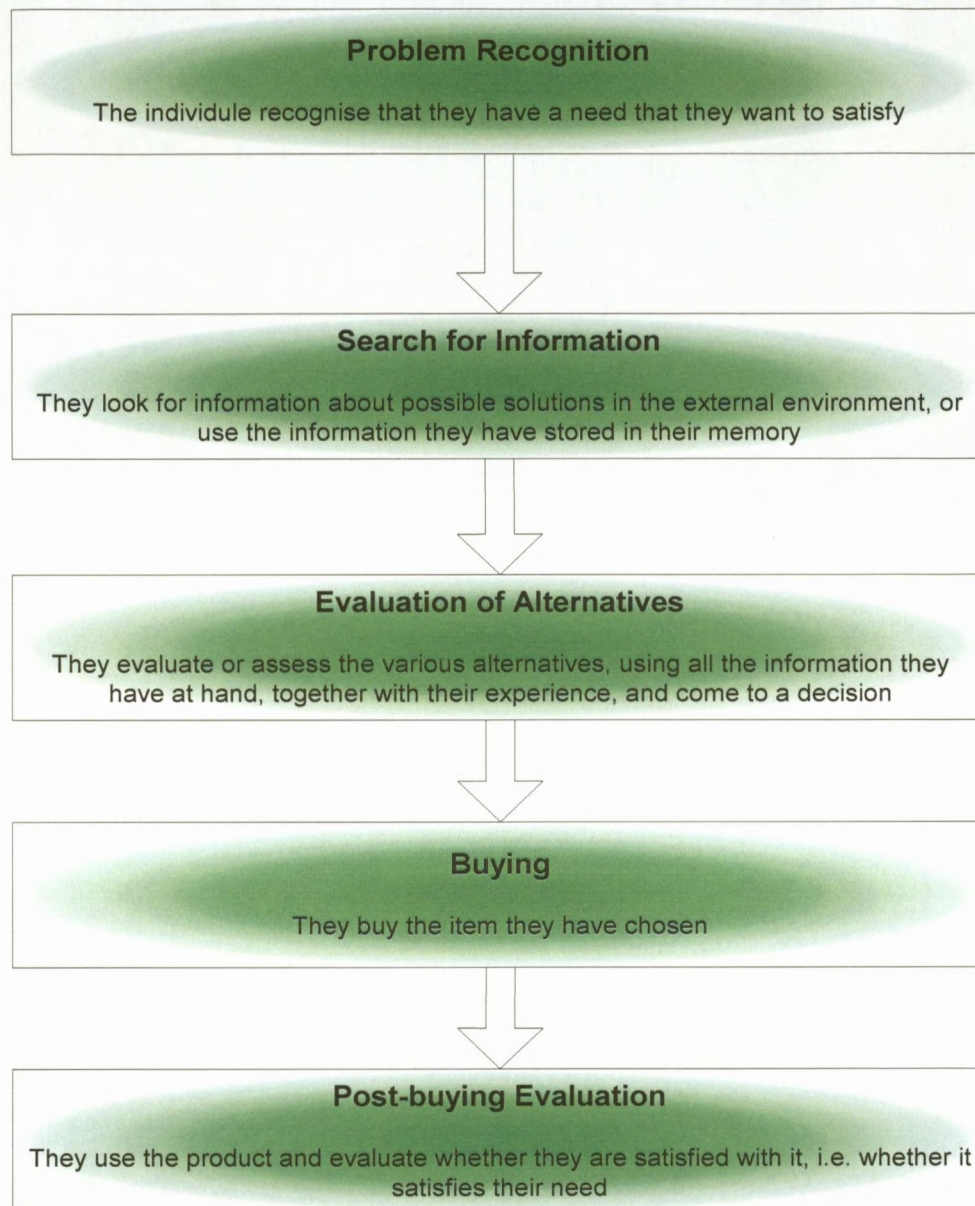 Problem Recognition
The individule recognise that they have a need that they want to satisfy
Search for Information
They look for information about possible solutions in the external environment, or
use the information they have stored in their memory
Evaluation of Alternatives
They evaluate or assess the various alternatives, using all the information they
have at hand, together with their experience, and come to a decision
Buying
They buy the item they have chosen
Post-buying Evaluation
They use the product and evaluate whether they are satisfied with it, i.e. whether it
satisfies their need